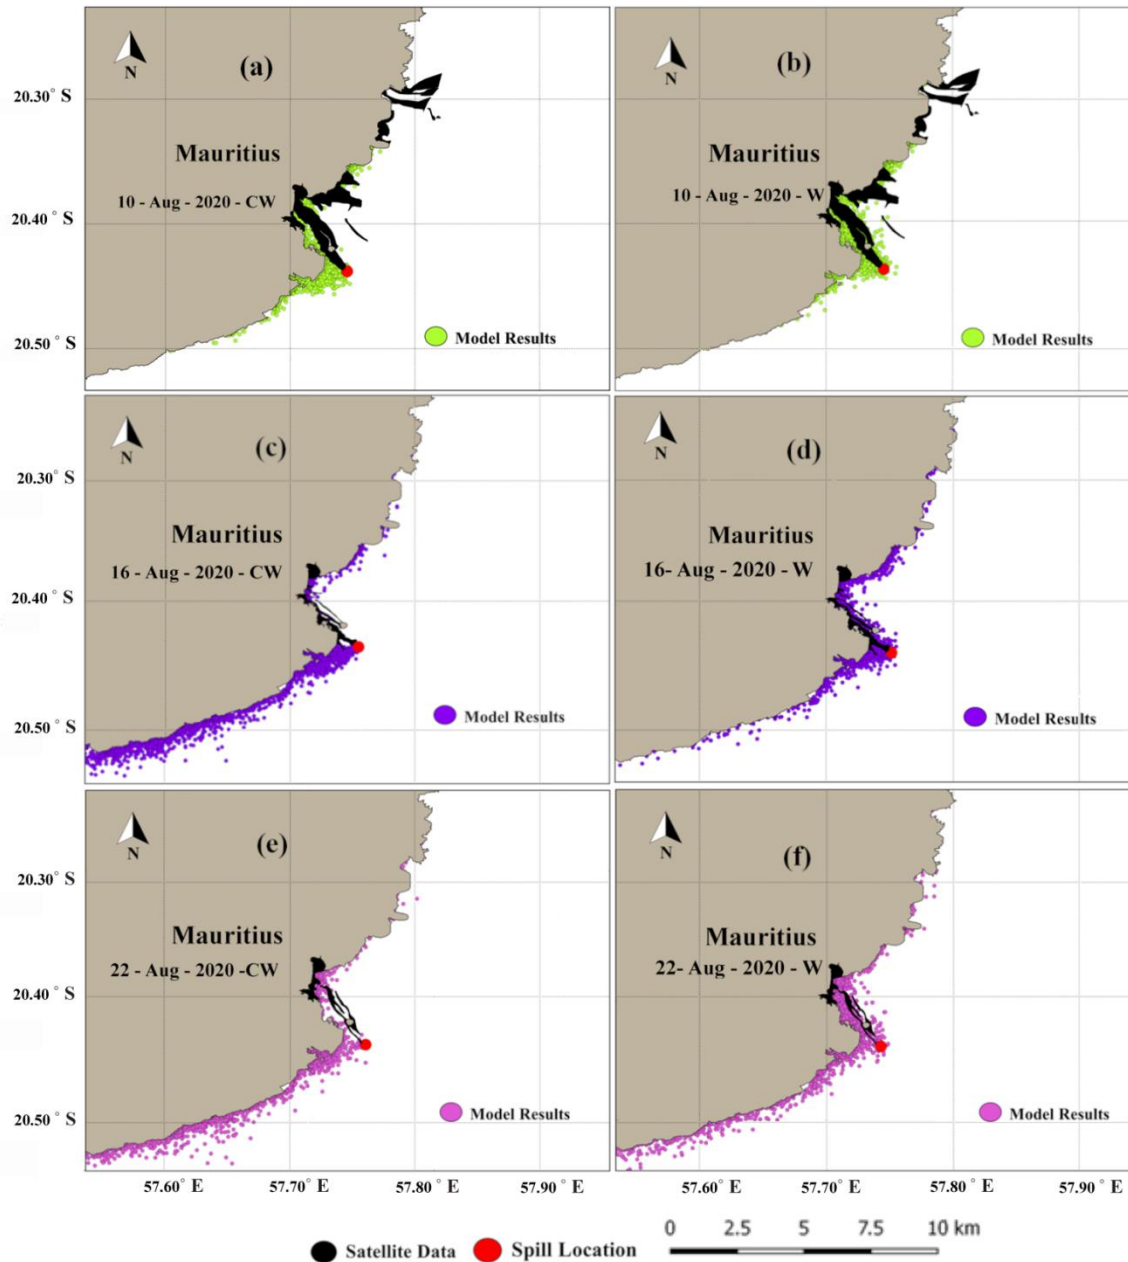 (a)
(b)
N
N
20.30° S
Mauritius
Mauritius
10 - Aug - 2020 - CW
10 - Aug - 2020 - W
20.40° S
Model Results
Model Results
20.50° S
(c)
(d)
N
N
20.30° S
Mauritius
Mauritius
16 - Aug - 2020 - CW
16- Aug - 2020 - W
20.40° S
Model Results
Model Results
20.50° S
(e)
(f)
N
N
20.30° S
Mauritius
Mauritius
22 - Aug - 2020 -CW
22- Aug - 2020 - W
20.40° S
Model Results
Model Results
20.50° S
57.60° E 57.70° E 57.80° E 57.90° E 57.60° E 57.70° E 57.80° E 57.90° E
0 2.5 5 7.5 10 km
Satellite Data Spill Location